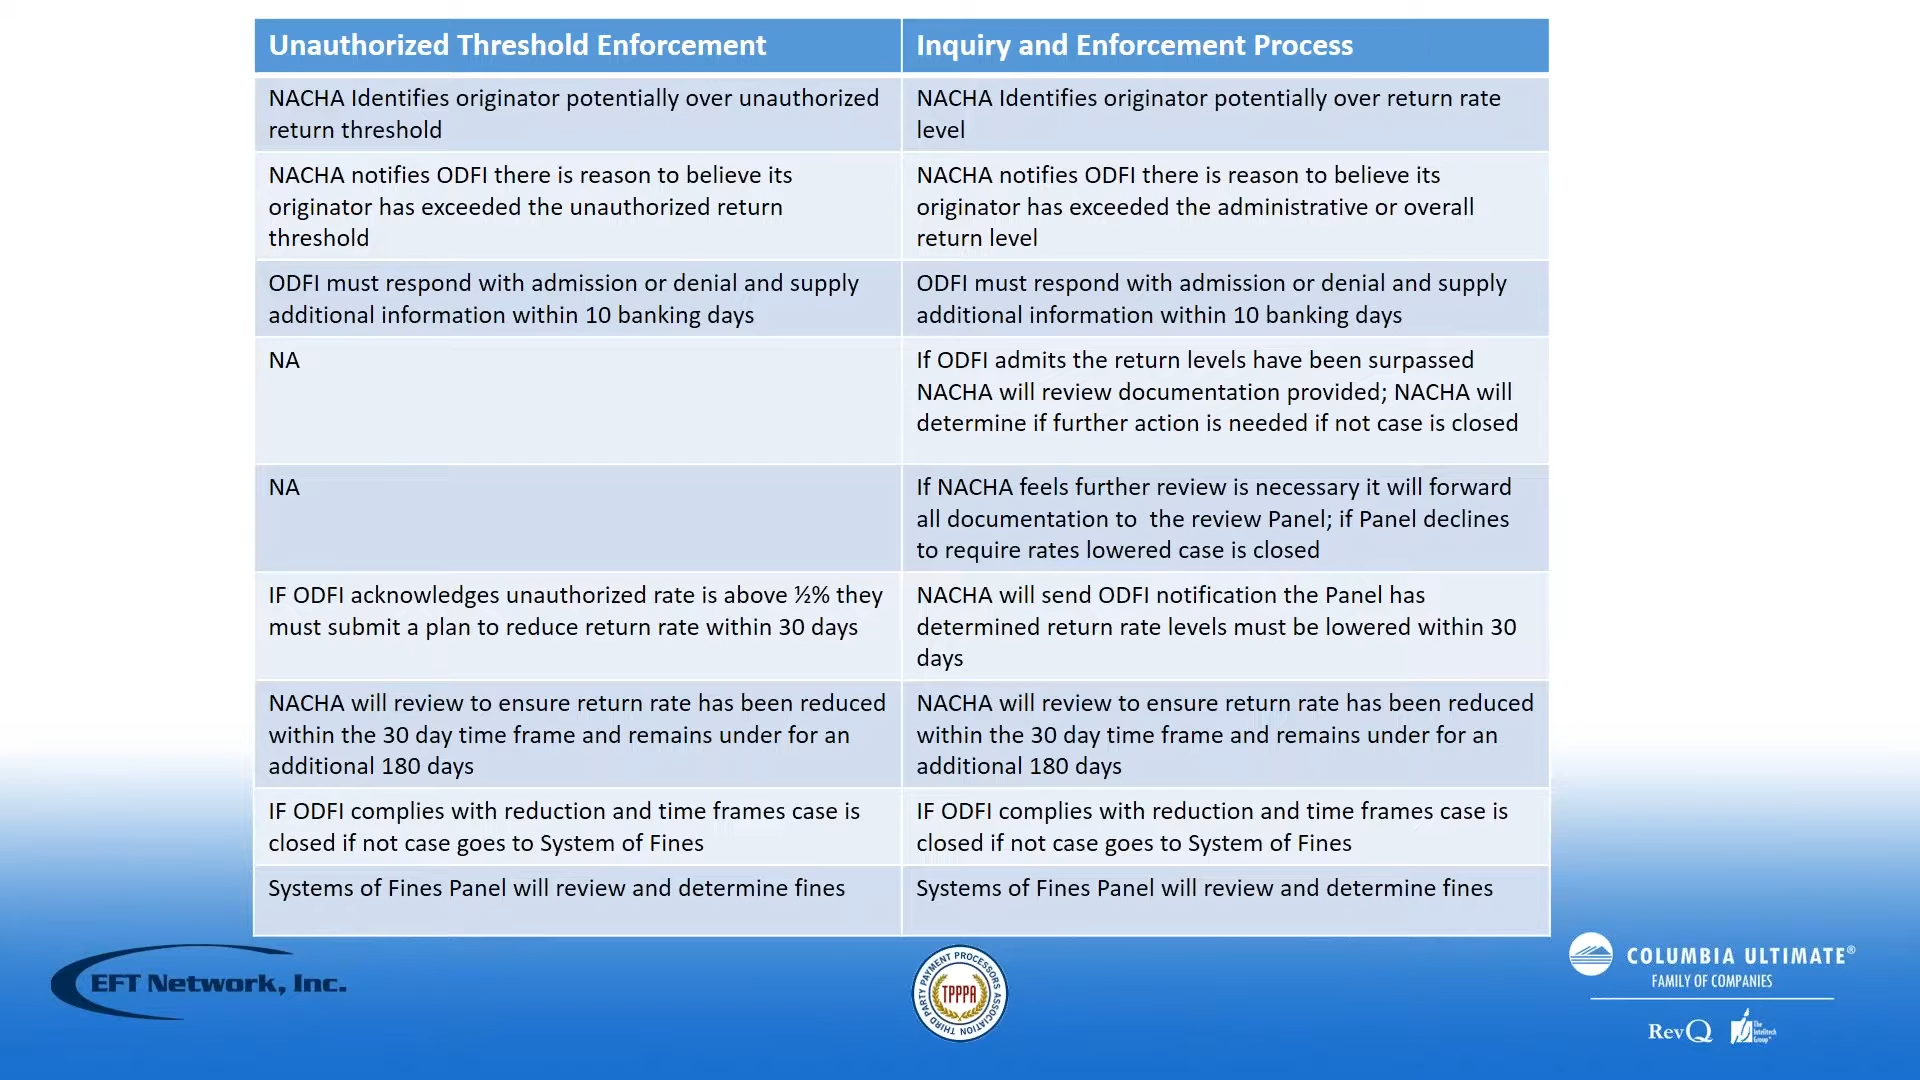 Unauthorized Threshold Enforcement
Inquiry and Enforcement Process
NACHA Identifies originator potentially over unauthorized
return threshold
NACHA Identifies originator potentially over return rate
level
NACHA notifies ODFI there is reason to believe its
originator has exceeded the unauthorized return
threshold
NACHA notifies ODFI there is reason to believe its
originator has exceeded the administrative or overall
return level
ODFI must respond with admission or denial and supply
additional information within 10 banking days
ODFI must respond with admission or denial and supply
additional information within 10 banking days
NA
If ODFI admits the return levels have been surpassed
NACHA will review documentation provided; NACHA will
determine if further action is needed if not case is closed
NA
If NACHA feels further review is necessary it will forward
all documentation to  the review Panel; if Panel declines
to require rates lowered case is closed
IF ODFI acknowledges unauthorized rate is above ½% they
must submit a plan to reduce return rate within 30 days
NACHA will send ODFI notification the Panel has
determined return rate levels must be lowered within 30
days
NACHA will review to ensure return rate has been reduced
within the 30 day time frame and remains under for an
additional 180 days
NACHA will review to ensure return rate has been reduced
within the 30 day time frame and remains under for an
additional 180 days
IF ODFI complies with reduction and time frames case is
closed if not case goes to System of Fines
IF ODFI complies with reduction and time frames case is
closed if not case goes to System of Fines
Systems of Fines Panel will review and determine fines
Systems of Fines Panel will review and determine fines
EFT Network, Inc.
THIRD PARTY PAYMENT PROCESSORS ASSOCIATION
TPPPA
COLUMBIA ULTIMATE®
FAMILY OF COMPANIES
RevQ
The
Intelitech
Group